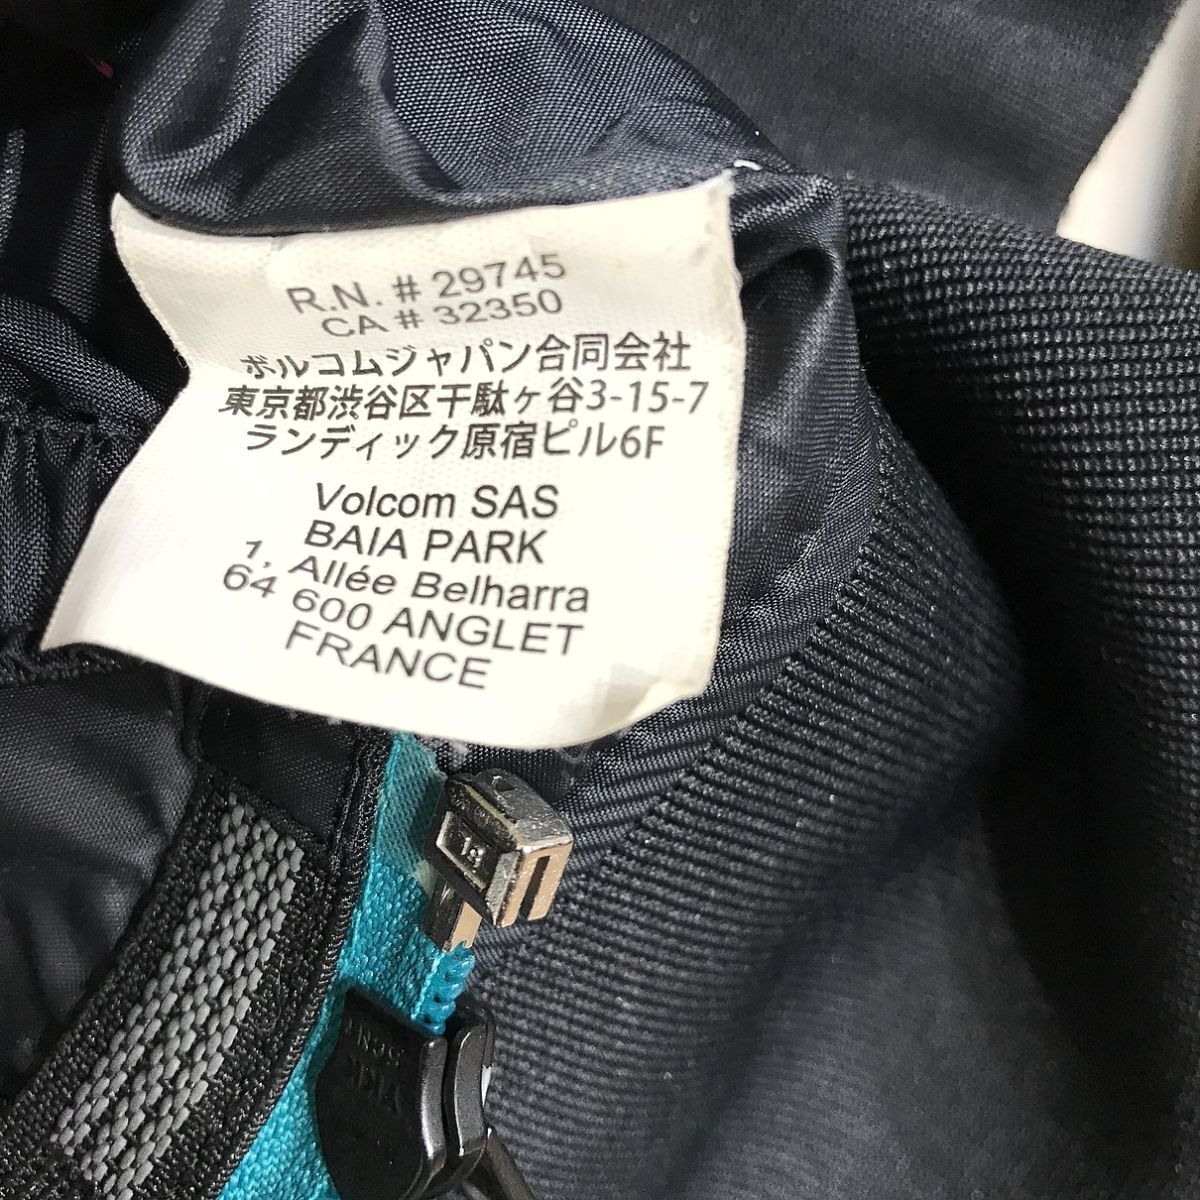 R.N. # 29745
CA # 32350
ボルコムジャパン合同会社
東京都渋谷区千駄ヶ谷3-15-7
ランディック原宿ビル6F
Volcom SAS
BAIA PARK
1, Allée Belharra
64 600 ANGLET
FRANCE